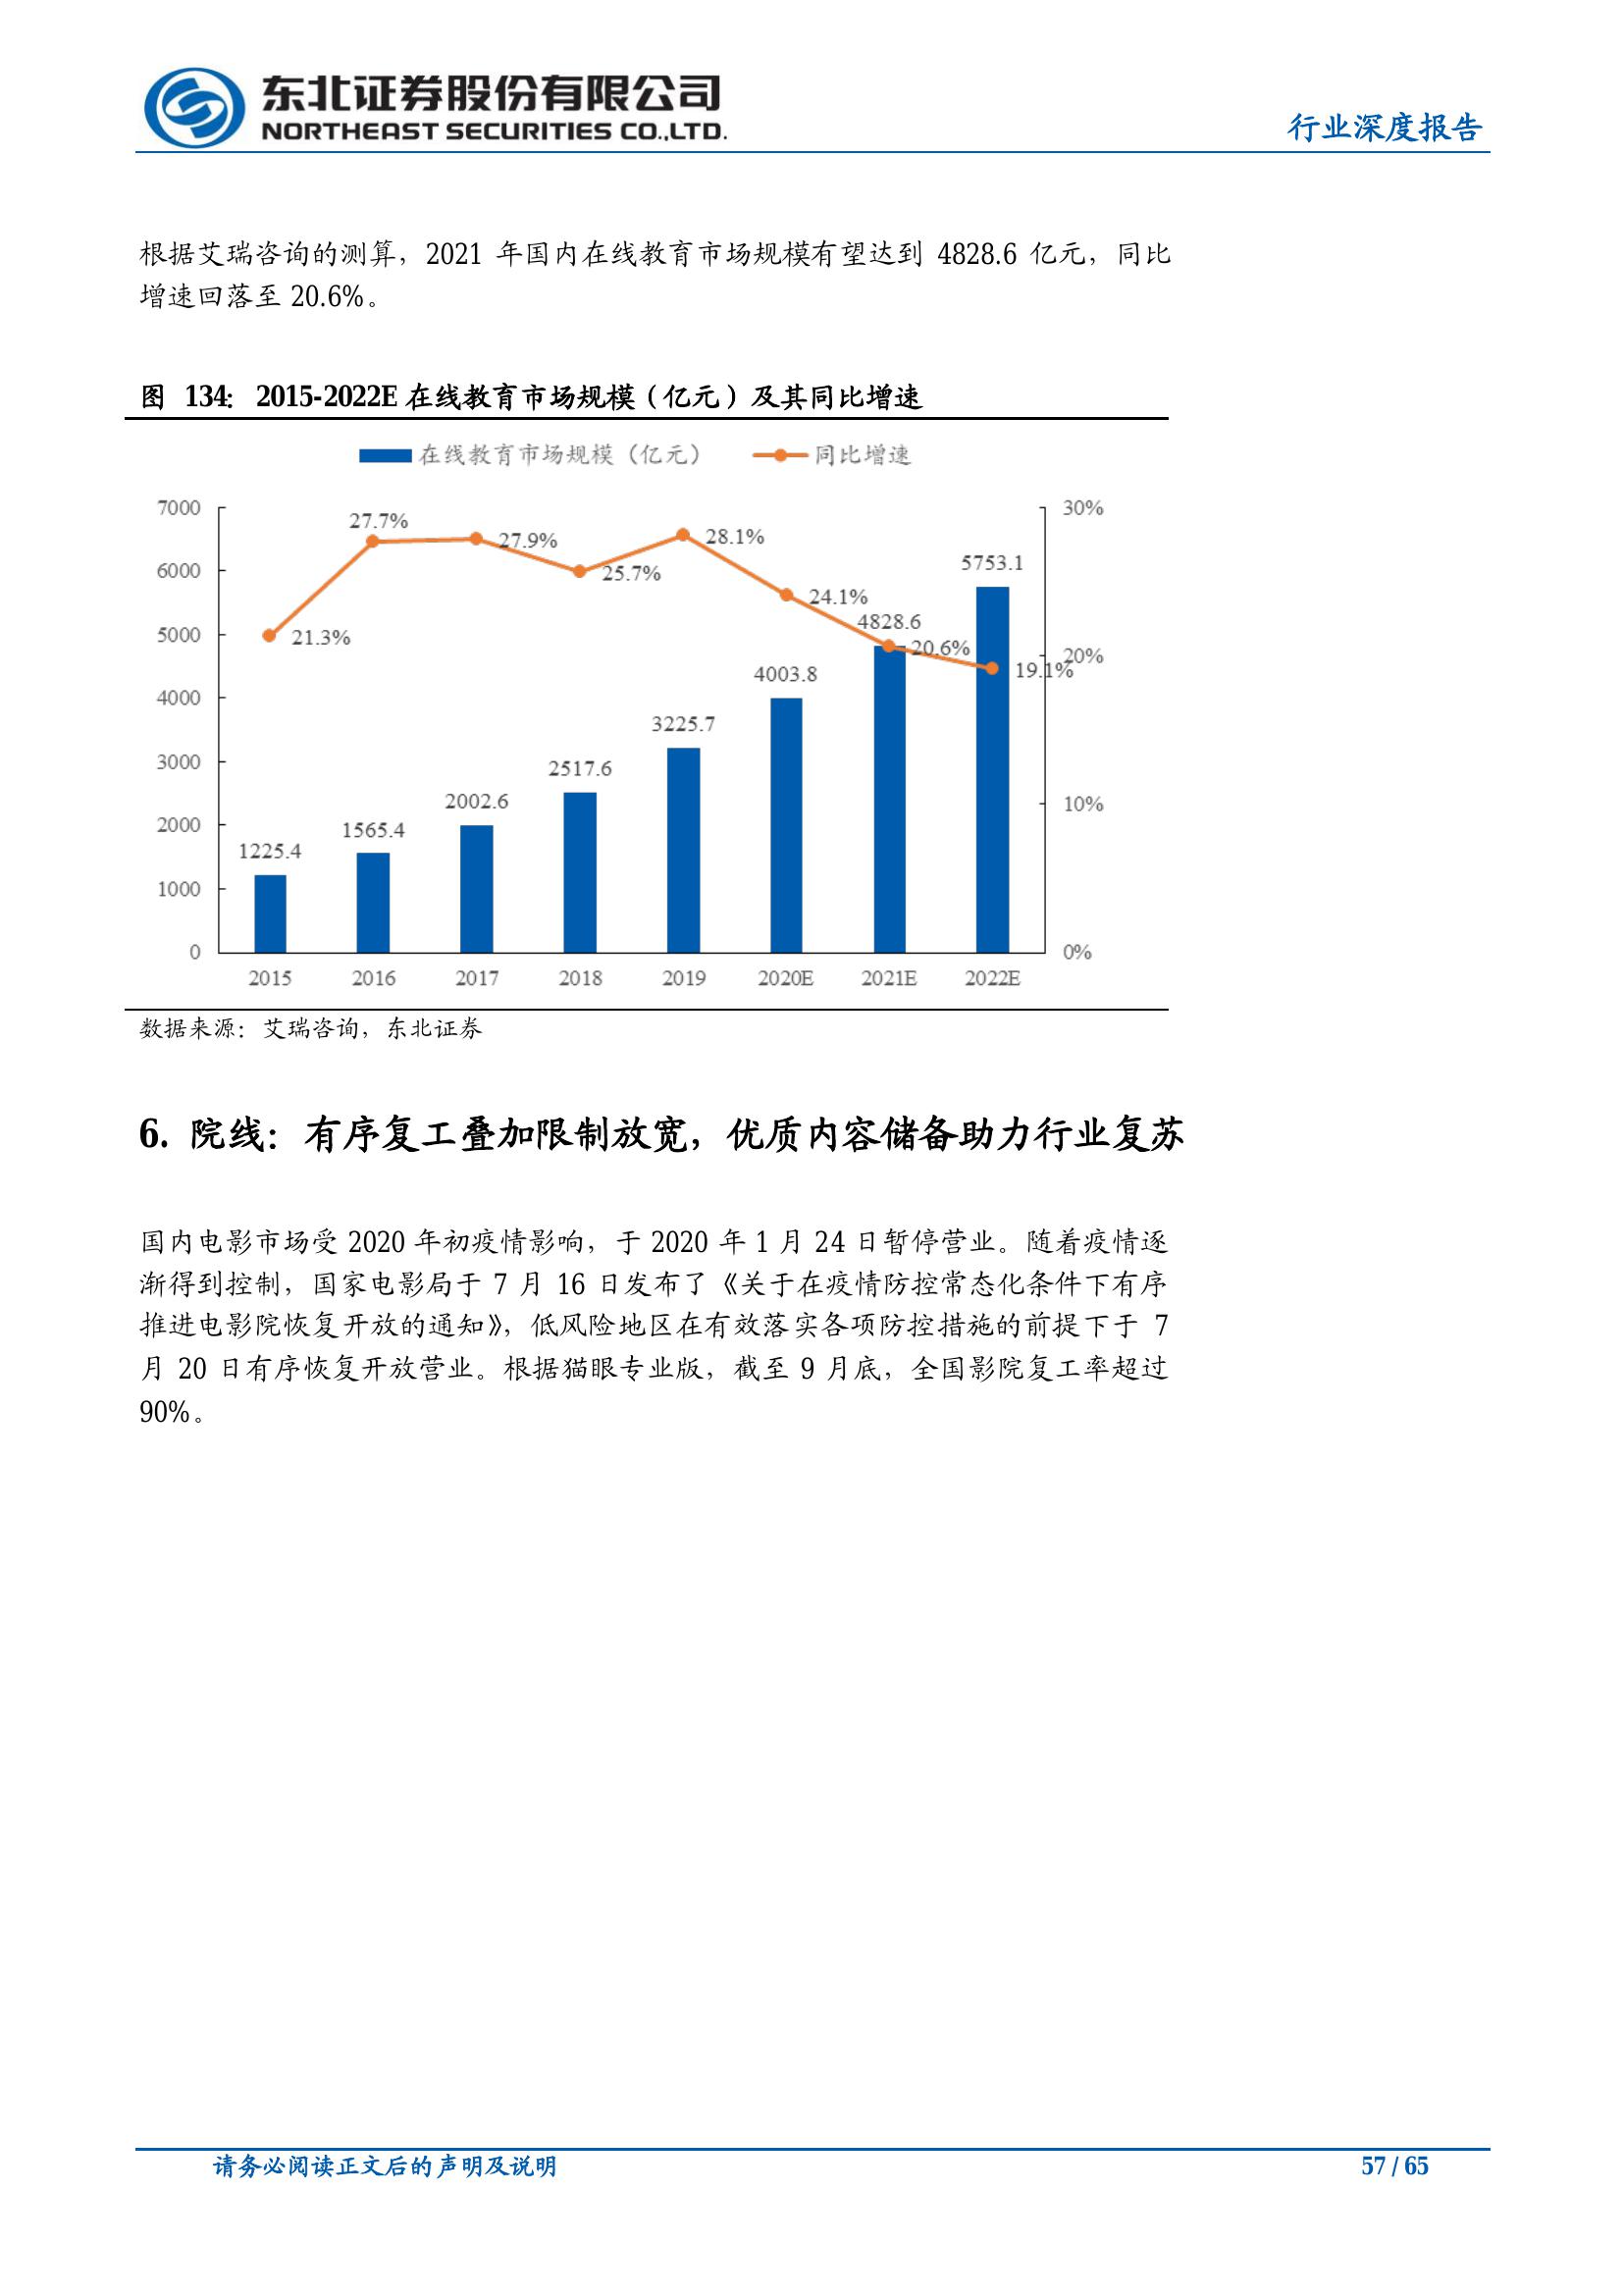 东北证券股份有限公司
NORTHEAST SECURITIES CO.,LTD.
行业深度报告
根据艾瑞咨询的测算，2021 年国内在线教育市场规模有望达到 4828.6 亿元，同比
增速回落至 20.6%。
图 134： 2015-2022E 在线教育市场规模（亿元）及其同比增速
在线教育市场规模（亿元） 同比增速
7000
6000
5000
4000
3000
2000
1000
0
30%
20%
10%
0%
21.3%
27.7%
27.9%
25.7%
28.1%
24.1%
20.6%
19.1%
1225.4
1565.4
2002.6
2517.6
3225.7
4003.8
4828.6
5753.1
2015 2016 2017 2018 2019 2020E 2021E 2022E
数据来源：艾瑞咨询，东北证券
6. 院线：有序复工叠加限制放宽，优质内容储备助力行业复苏
国内电影市场受 2020 年初疫情影响，于 2020 年 1 月 24 日暂停营业。随着疫情逐
渐得到控制，国家电影局于 7 月 16 日发布了《关于在疫情防控常态化条件下有序
推进电影院恢复开放的通知》，低风险地区在有效落实各项防控措施的前提下于 7
月 20 日有序恢复开放营业。根据猫眼专业版，截至 9 月底，全国影院复工率超过
90%。
请务必阅读正文后的声明及说明
57 / 65